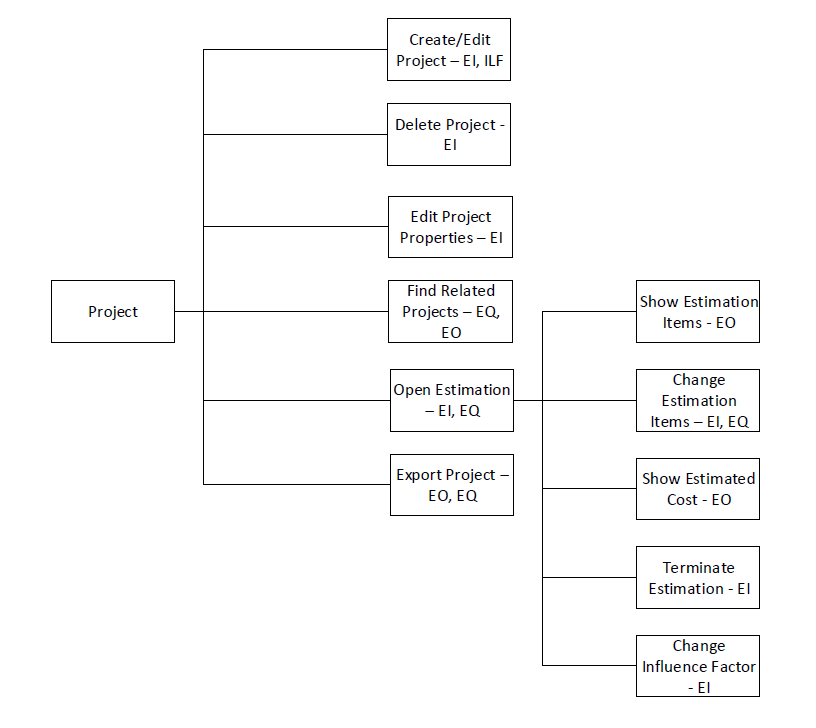 Create/Edit
Project – EI, ILF
Delete Project -
EI
Edit Project
Properties – EI
Project
Find Related
Projects – EQ,
EO
Open Estimation
– EI, EQ
Export Project –
EO, EQ
Show Estimation
Items - EO
Change
Estimation
Items – EI, EQ
Show Estimated
Cost - EO
Terminate
Estimation - EI
Change
Influence Factor
- EI